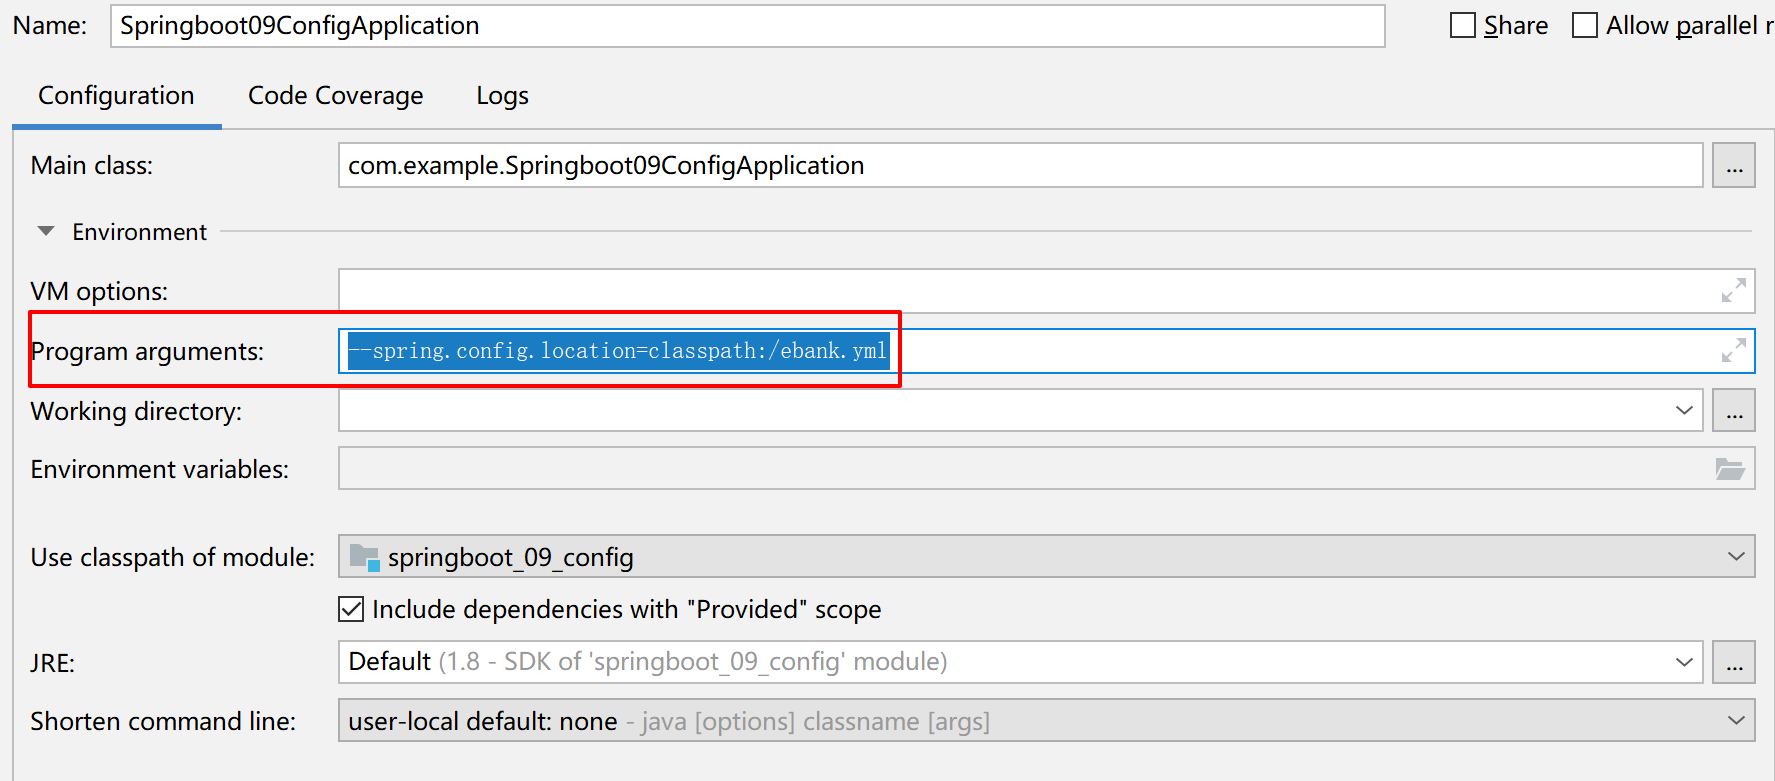 Name: Springboot09ConfigApplication Share Allow parallel r
Configuration Code Coverage Logs
Main class: com.example.Springboot09ConfigApplication ...
Environment
VM options:
Program arguments: --spring.config.location=classpath:/ebank.yml
Working directory: ...
Environment variables:
Use classpath of module: springboot_09_config
Include dependencies with "Provided" scope
JRE: Default (1.8 - SDK of 'springboot_09_config' module) ...
Shorten command line: user-local default: none - java [options] classname [args]